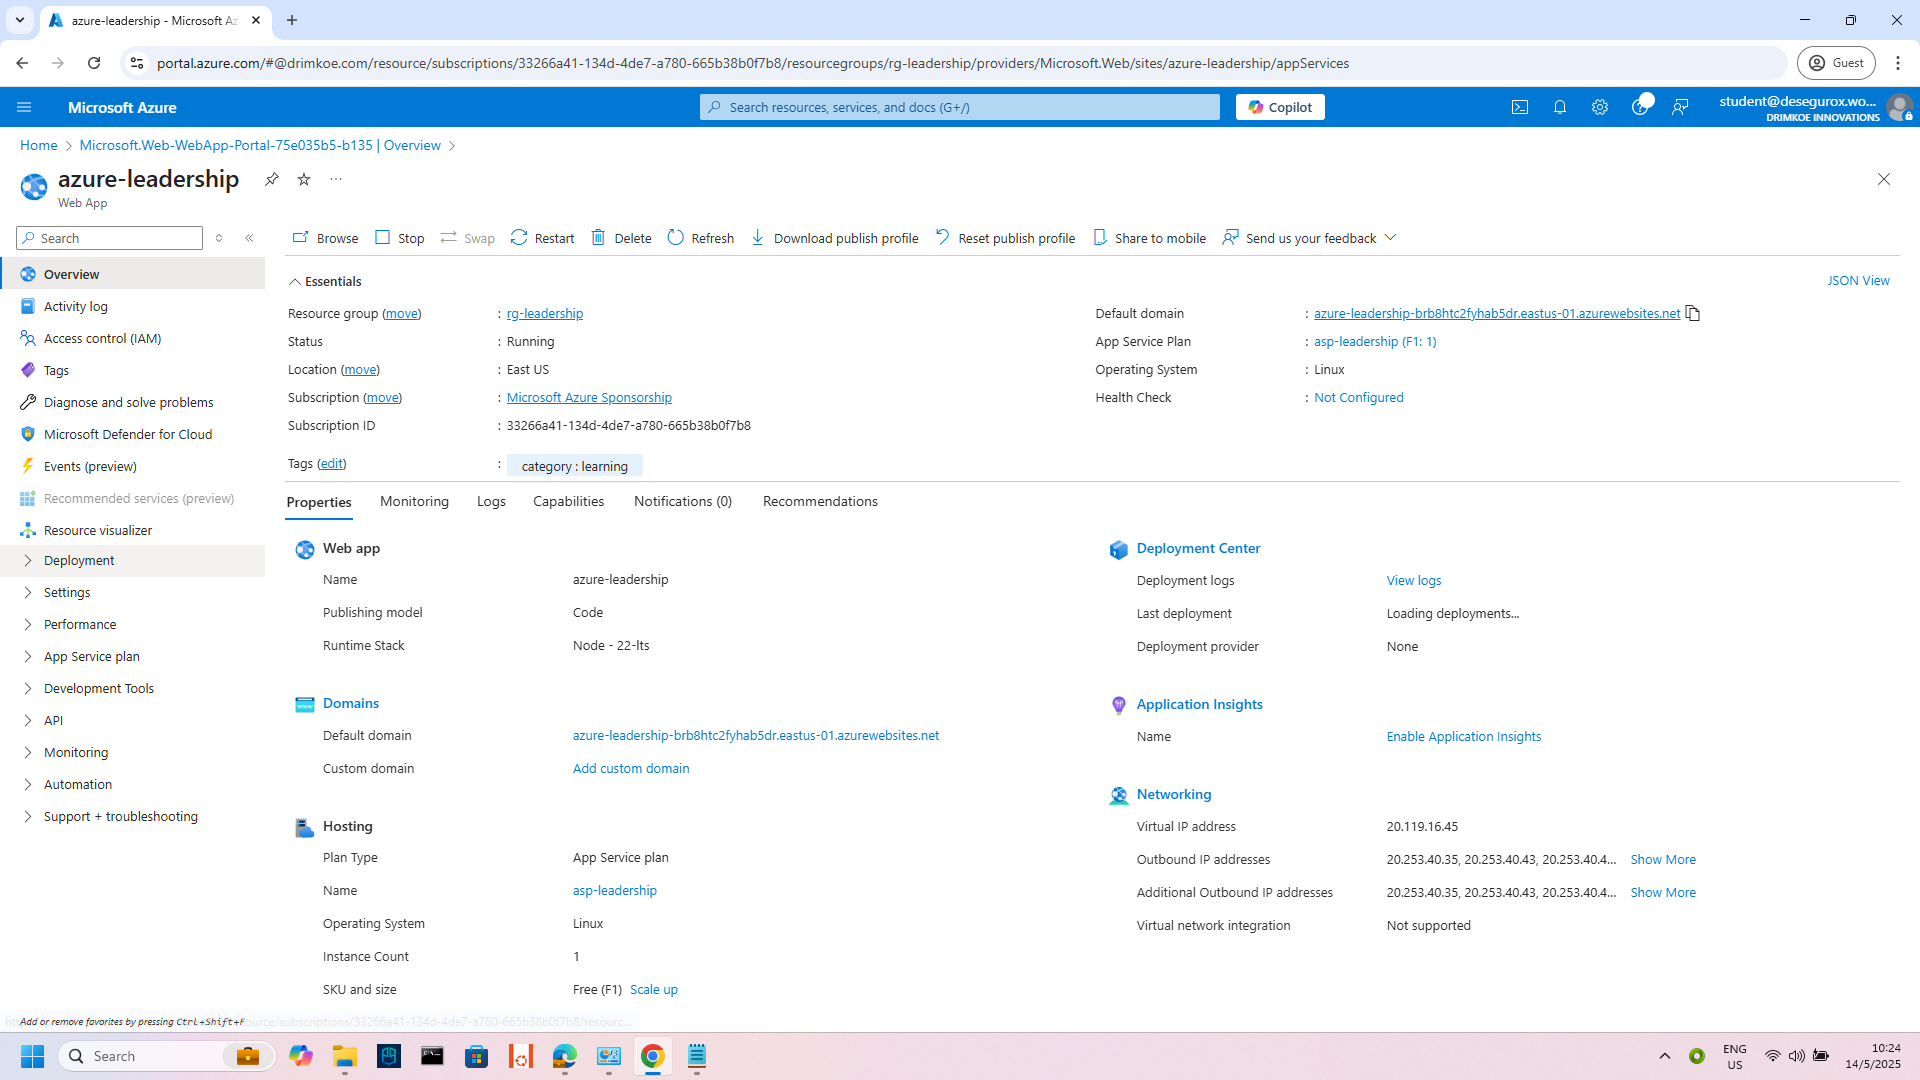 azure-leadership - Microsoft Az
portal.azure.com/#@drimkoe.com/resource/subscriptions/33266a41-134d-4de7-a780-665b38b0f7b8/resourcegroups/rg-leadership/providers/Microsoft.Web/sites/azure-leadership/appServices
Guest
Microsoft Azure
Search resources, services, and docs (G+/)
Copilot
student@desegurox.wo...
DRIMKOE INNOVATIONS
Home
Microsoft.Web-WebApp-Portal-75e035b5-b135 | Overview
azure-leadership
Web App
Search
Browse
Stop
Swap
Restart
Delete
Refresh
Download publish profile
Reset publish profile
Share to mobile
Send us your feedback
Overview
Activity log
Access control (IAM)
Tags
Diagnose and solve problems
Microsoft Defender for Cloud
Events (preview)
Recommended services (preview)
Resource visualizer
Deployment
Settings
Performance
App Service plan
Development Tools
API
Monitoring
Automation
Support + troubleshooting
Essentials
JSON View
Resource group (move) : rg-leadership
Status : Running
Location (move) : East US
Subscription (move) : Microsoft Azure Sponsorship
Subscription ID : 33266a41-134d-4de7-a780-665b38b0f7b8
Tags (edit) : category : learning
Default domain : azure-leadership-brb8htc2fyhab5dr.eastus-01.azurewebsites.net
App Service Plan : asp-leadership (F1: 1)
Operating System : Linux
Health Check : Not Configured
Properties
Monitoring
Logs
Capabilities
Notifications (0)
Recommendations
Web app
Name azure-leadership
Publishing model Code
Runtime Stack Node - 22-lts
Domains
Default domain azure-leadership-brb8htc2fyhab5dr.eastus-01.azurewebsites.net
Custom domain Add custom domain
Hosting
Plan Type App Service plan
Name asp-leadership
Operating System Linux
Instance Count 1
SKU and size Free (F1) Scale up
Deployment Center
Deployment logs View logs
Last deployment Loading deployments...
Deployment provider None
Application Insights
Name Enable Application Insights
Networking
Virtual IP address 20.119.16.45
Outbound IP addresses 20.253.40.35, 20.253.40.43, 20.253.40.4... Show More
Additional Outbound IP addresses 20.253.40.35, 20.253.40.43, 20.253.40.4... Show More
Virtual network integration Not supported
Add or remove favorites by pressing Ctrl+Shift+F
Search
ENG
US
10:24
14/5/2025